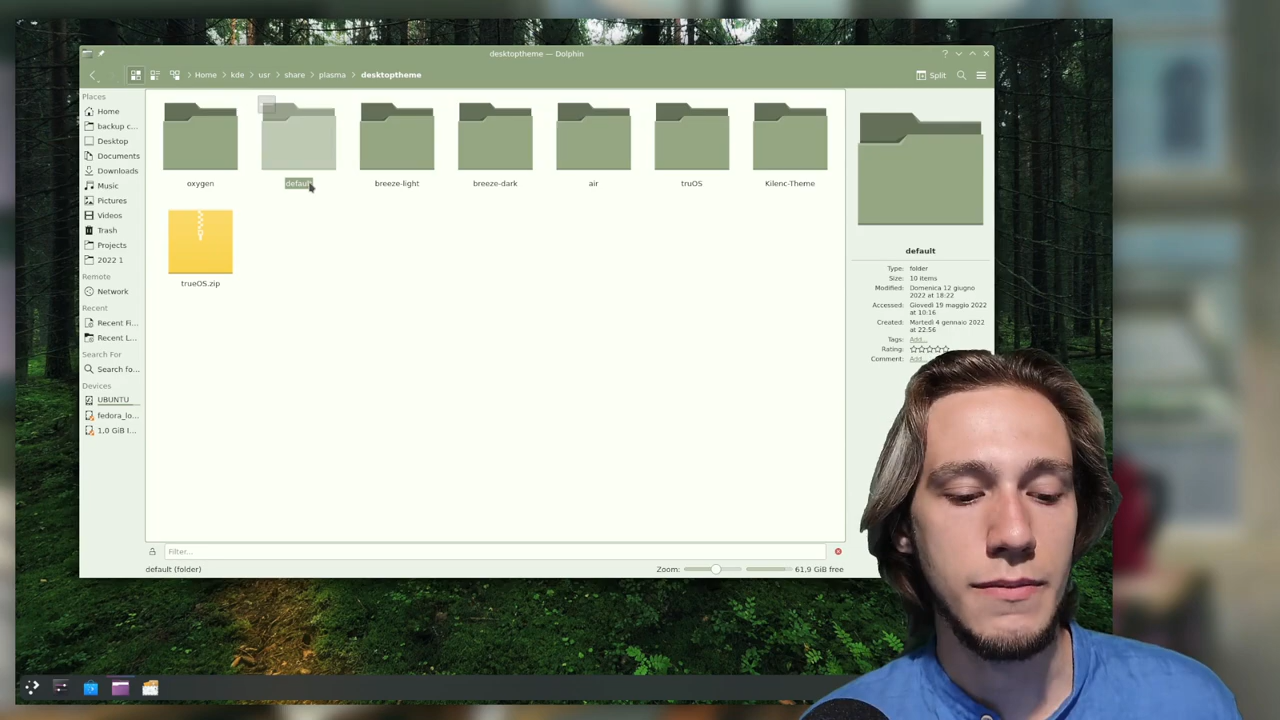 desktoptheme — Dolphin
Home > kde > usr > share > plasma > desktoptheme
Split
Places
Home
backup c...
Desktop
Documents
Downloads
Music
Pictures
Videos
Trash
Projects
2022 1
Remote
Network
Recent
Recent Fi...
Recent L...
Search For
Search fo...
Devices
UBUNTU
fedora_lo...
1,0 GiB I...
oxygen
default
breeze-light
breeze-dark
air
truOS
Kilenc-Theme
trueOS.zip
default
Type: folder
Size: 10 items
Modified: Domenica 12 giugno
2022 at 18:22
Accessed: Giovedì 19 maggio 2022
at 10:16
Created: Martedì 4 gennaio 2022
at 22:56
Tags: Add...
Rating:
Comment: Add...
Filter...
default (folder)
Zoom:
61,9 GiB free